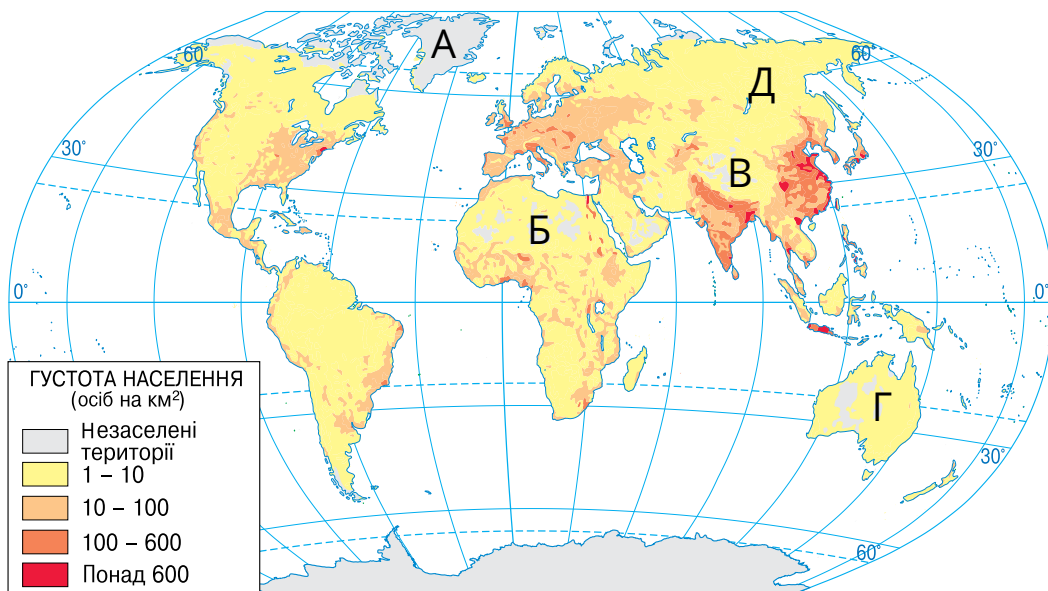 А
60°
60°
Д
30°
30°
В
Б
0°
0°
Г
30°
60°
ГУСТОТА НАСЕЛЕННЯ
(осіб на км²)
Незаселені
території
1 – 10
10 – 100
100 – 600
Понад 600